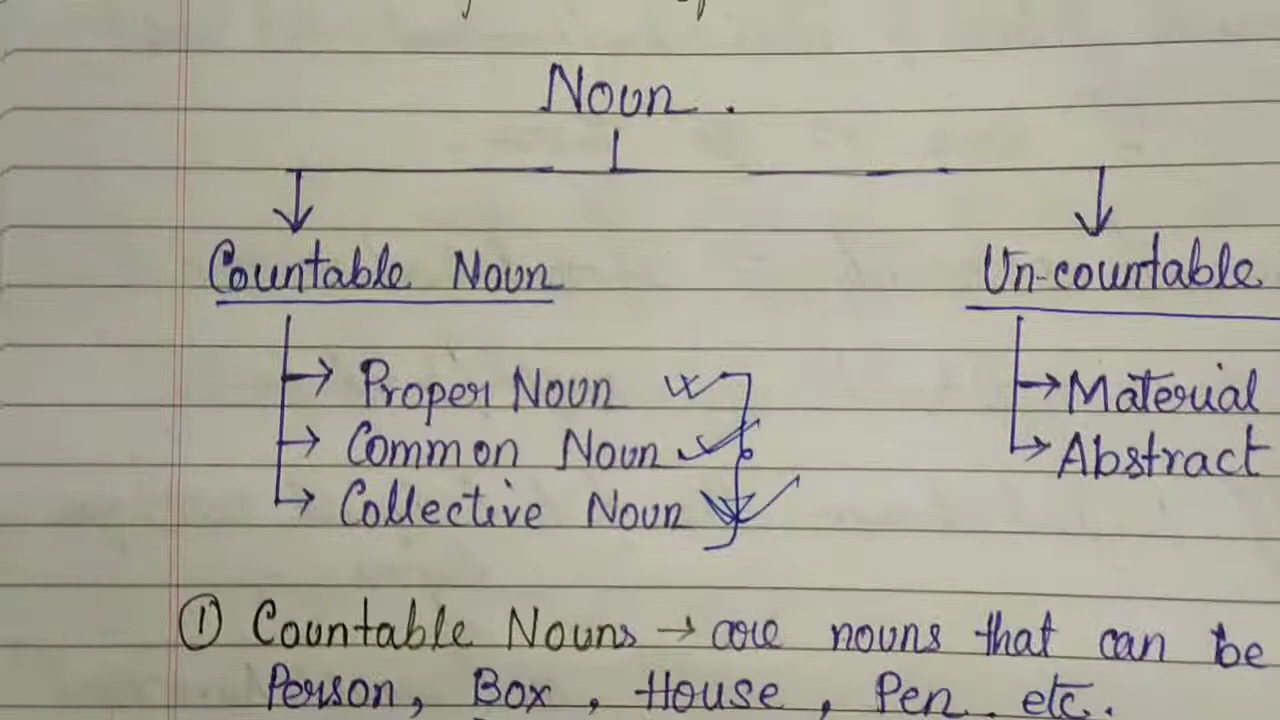 Noun.
Countable Noun Un-countable
→ Proper Noun → Material
→ Common Noun → Abstract
→ Collective Noun
① Countable Nouns → are nouns that can be
Person, Box, House, Pen etc.